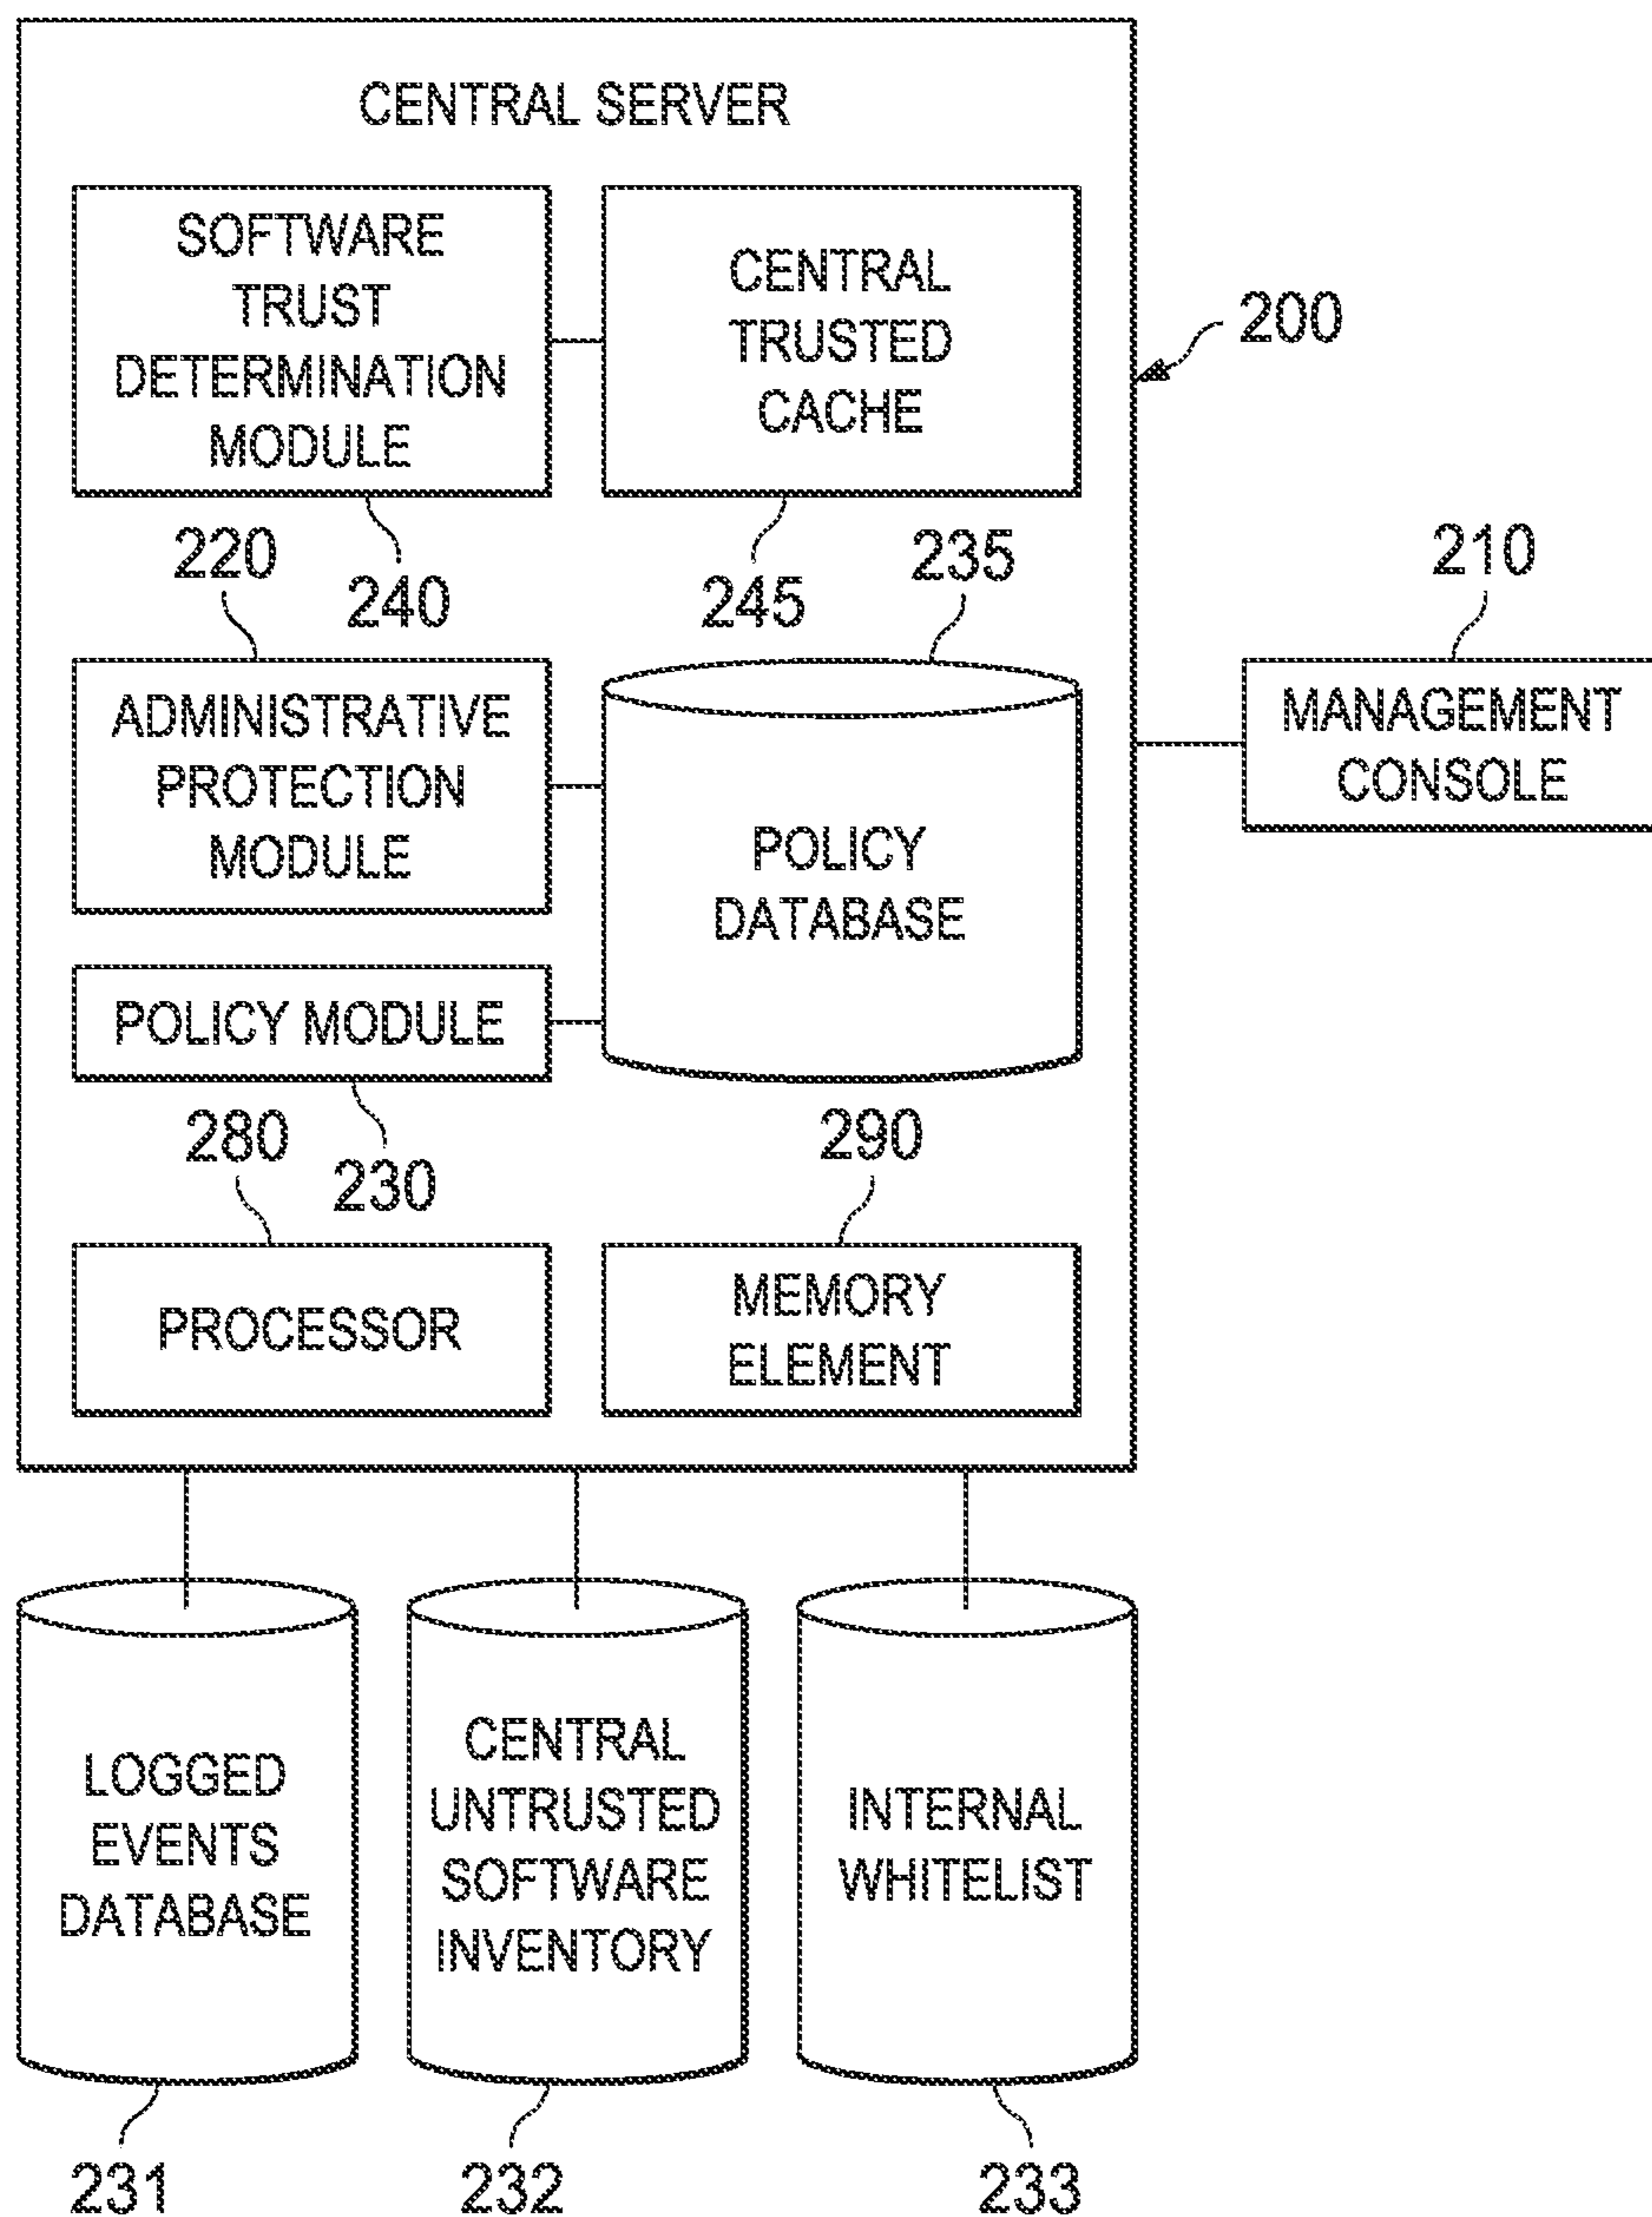 CENTRAL SERVER
SOFTWARE
TRUST
DETERMINATION
MODULE
CENTRAL
TRUSTED
CACHE
200
220
240
245
235
210
ADMINISTRATIVE
PROTECTION
MODULE
POLICY
DATABASE
MANAGEMENT
CONSOLE
POLICY MODULE
280
230
290
PROCESSOR
MEMORY
ELEMENT
LOGGED
EVENTS
DATABASE
CENTRAL
UNTRUSTED
SOFTWARE
INVENTORY
INTERNAL
WHITELIST
231
232
233